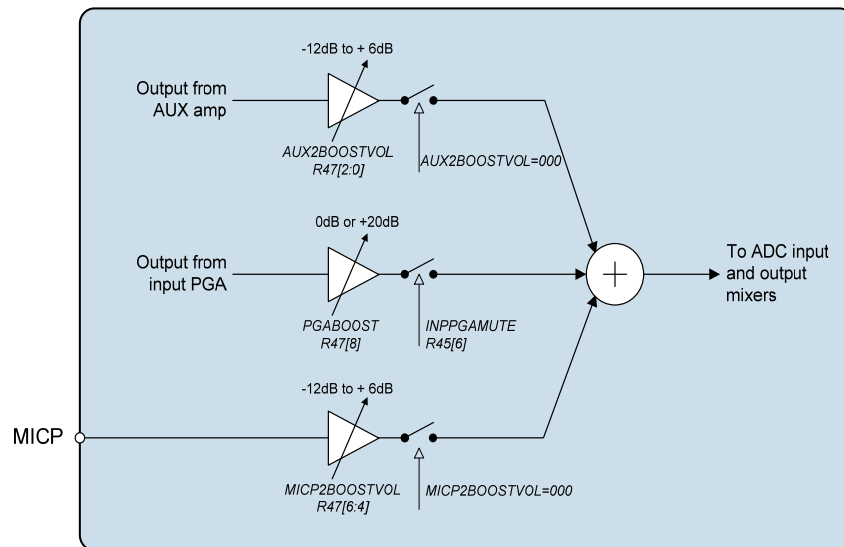 -12dB to + 6dB
Output from
AUX amp
AUX2BOOSTVOL
R47[2:0]
AUX2BOOSTVOL=000
0dB or +20dB
Output from
input PGA
PGABOOST
R47[8]
INPPGAMUTE
R45[6]
+
To ADC input
and output
mixers
-12dB to + 6dB
MICP
MICP2BOOSTVOL
R47[6:4]
MICP2BOOSTVOL=000